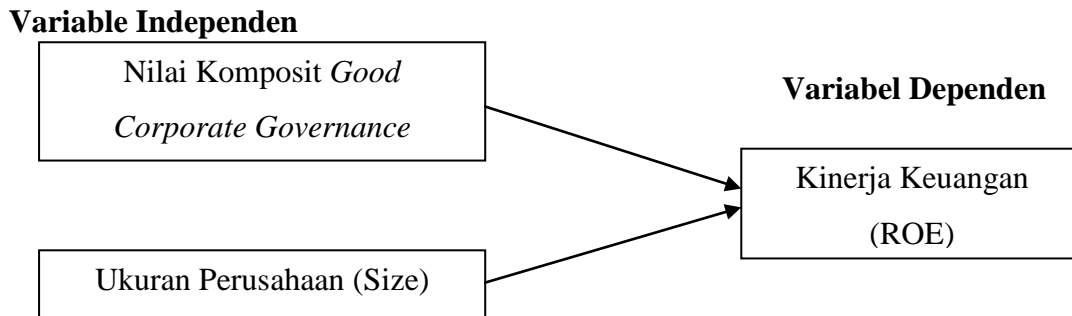 Variable Independen
Nilai Komposit Good
Corporate Governance
Variabel Dependen
Kinerja Keuangan
(ROE)
Ukuran Perusahaan (Size)